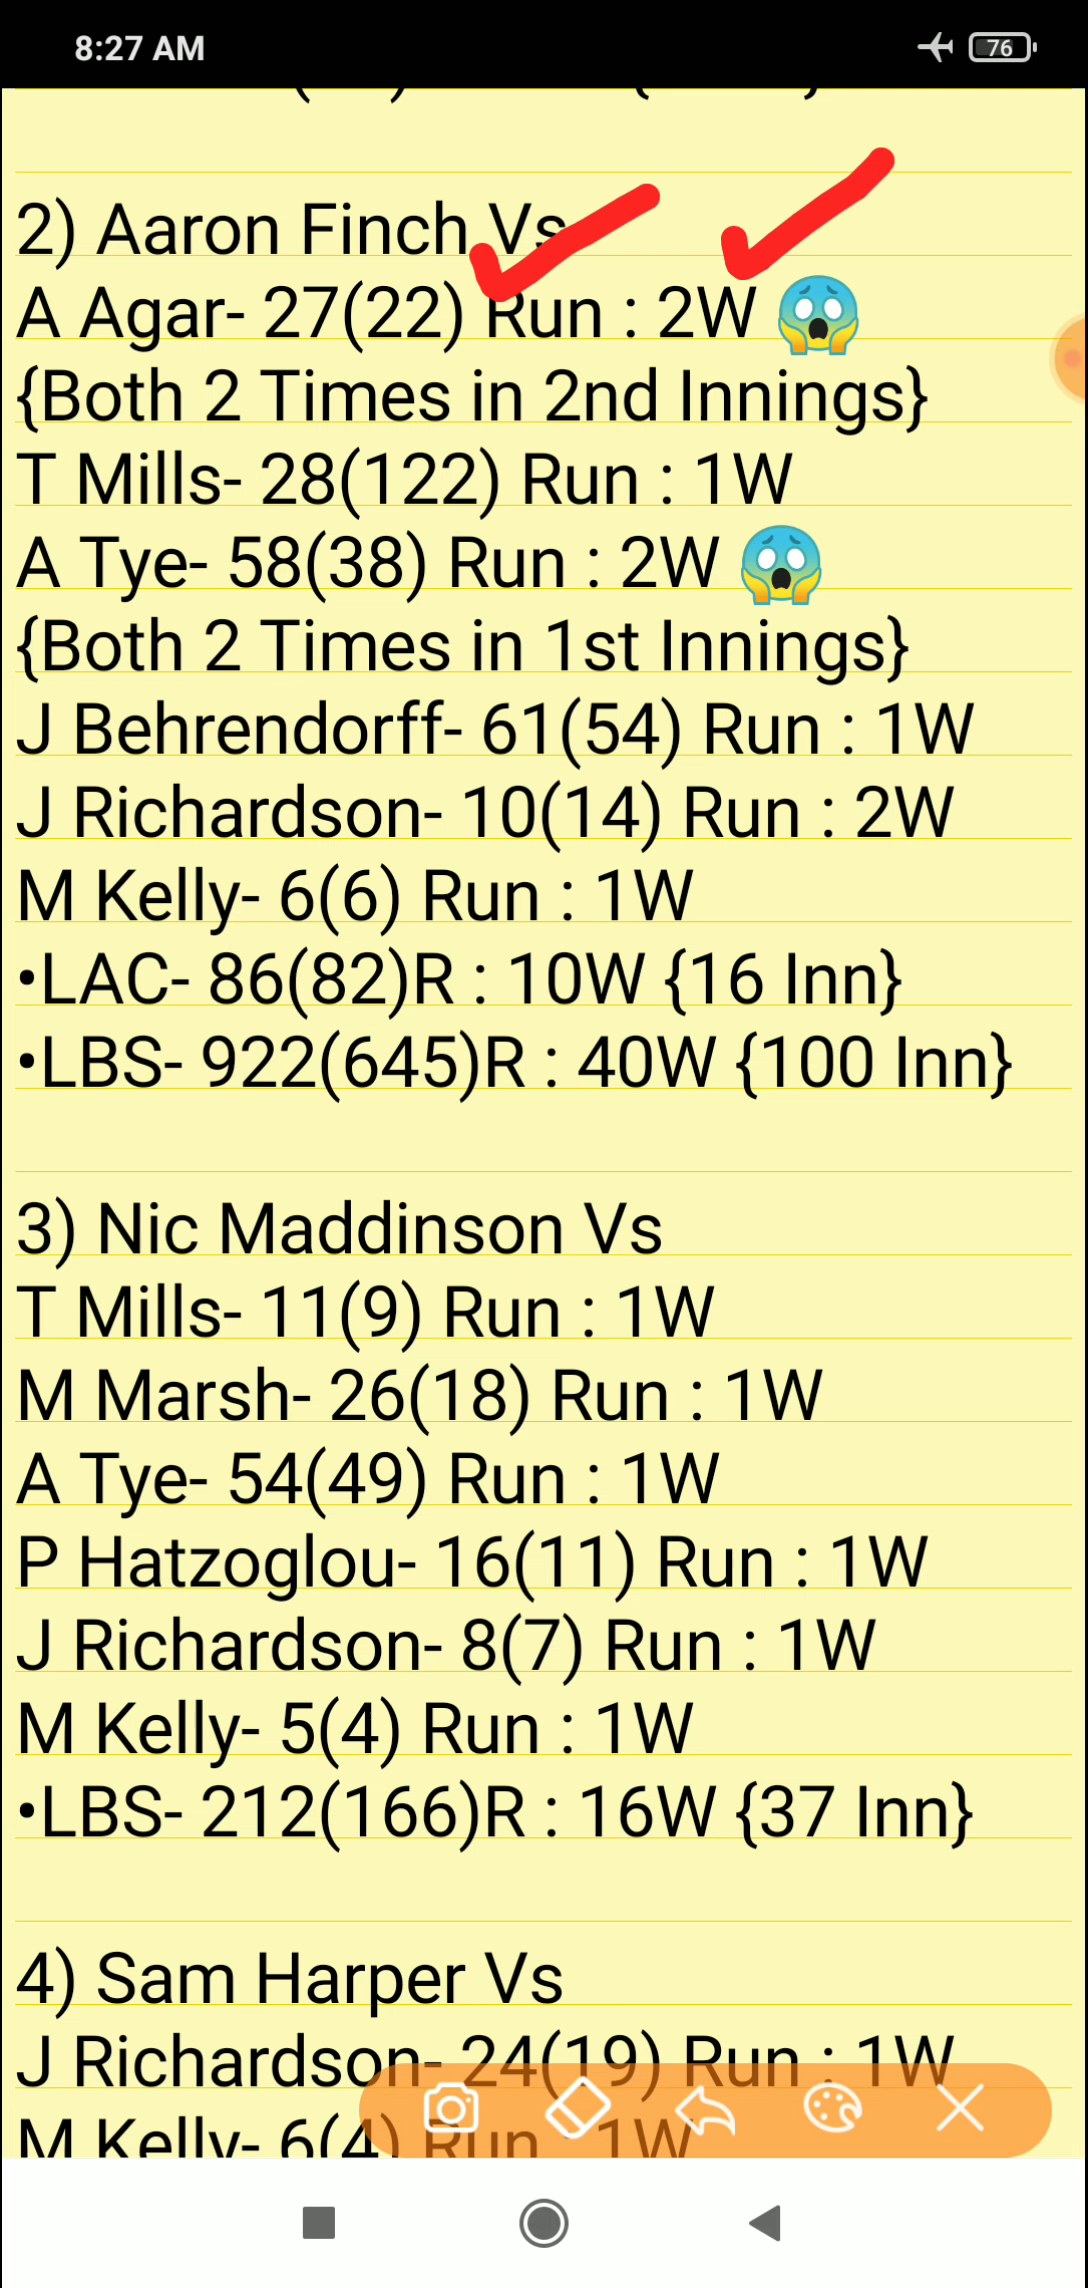 8:27 AM
76
2) Aaron Finch Vs
A Agar- 27(22) Run : 2W 😱
{Both 2 Times in 2nd Innings}
T Mills- 28(122) Run : 1W
A Tye- 58(38) Run : 2W 😱
{Both 2 Times in 1st Innings}
J Behrendorff- 61(54) Run : 1W
J Richardson- 10(14) Run : 2W
M Kelly- 6(6) Run : 1W
•LAC- 86(82)R : 10W {16 Inn}
•LBS- 922(645)R : 40W {100 Inn}
3) Nic Maddinson Vs
T Mills- 11(9) Run : 1W
M Marsh- 26(18) Run : 1W
A Tye- 54(49) Run : 1W
P Hatzoglou- 16(11) Run : 1W
J Richardson- 8(7) Run : 1W
M Kelly- 5(4) Run : 1W
•LBS- 212(166)R : 16W {37 Inn}
4) Sam Harper Vs
J Richardson- 24(19) Run : 1W
M Kelly- 6(4) Run : 1W